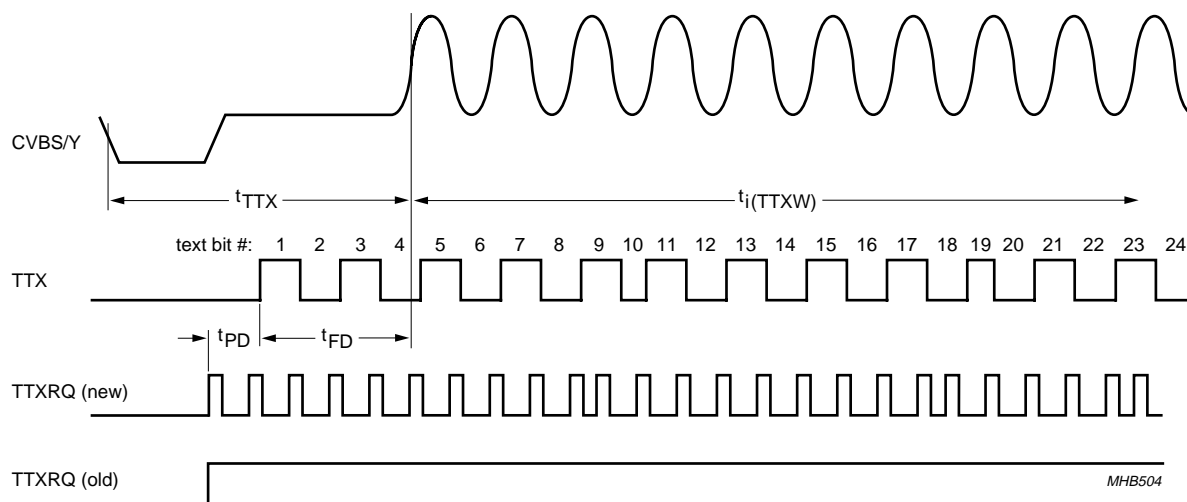 CVBS/Y
tTTX
ti(TTXW)
text bit #: 1 2 3 4 5 6 7 8 9 10 11 12 13 14 15 16 17 18 19 20 21 22 23 24
TTX
tPD
tFD
TTXRQ (new)
TTXRQ (old)
MHB504